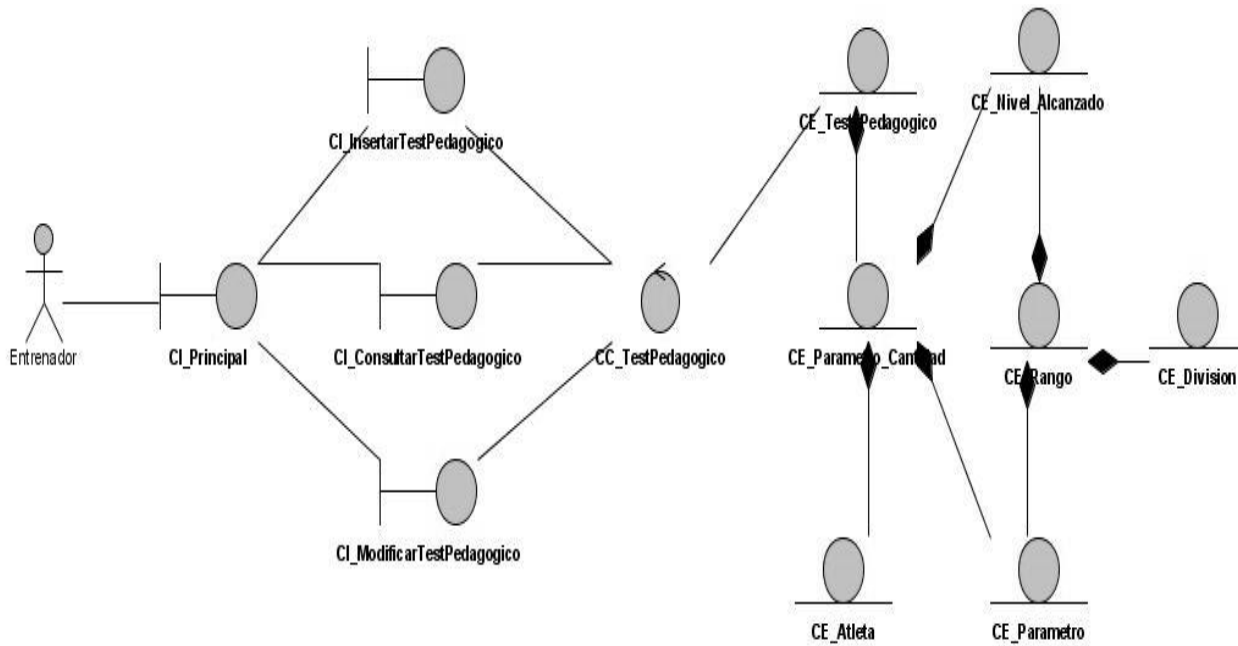 CI_InsertarTestPedagogico
CE_TestPedagogico
CE_Nivel_Alcanzado
Entrenador
CI_Principal
CI_ConsultarTestPedagogico
CC_TestPedagogico
CE_Parametro_Cantidad
CE_Rango
CE_Division
CI_ModificarTestPedagogico
CE_Atleta
CE_Parametro